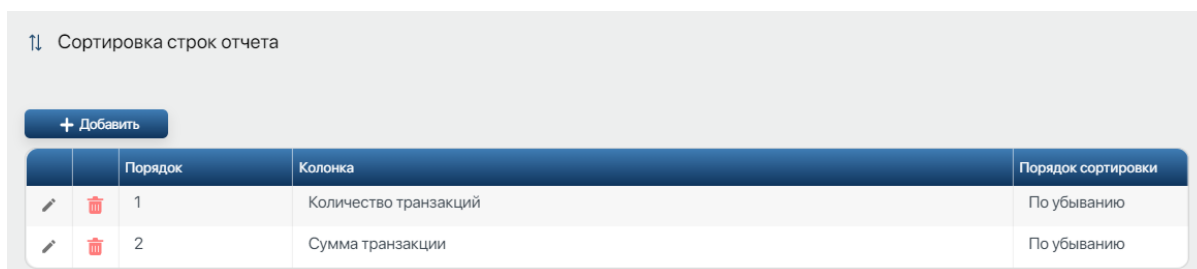 Сортировка строк отчета
+ Добавить
Порядок Колонка Порядок сортировки
1 Количество транзакций По убыванию
2 Сумма транзакции По убыванию